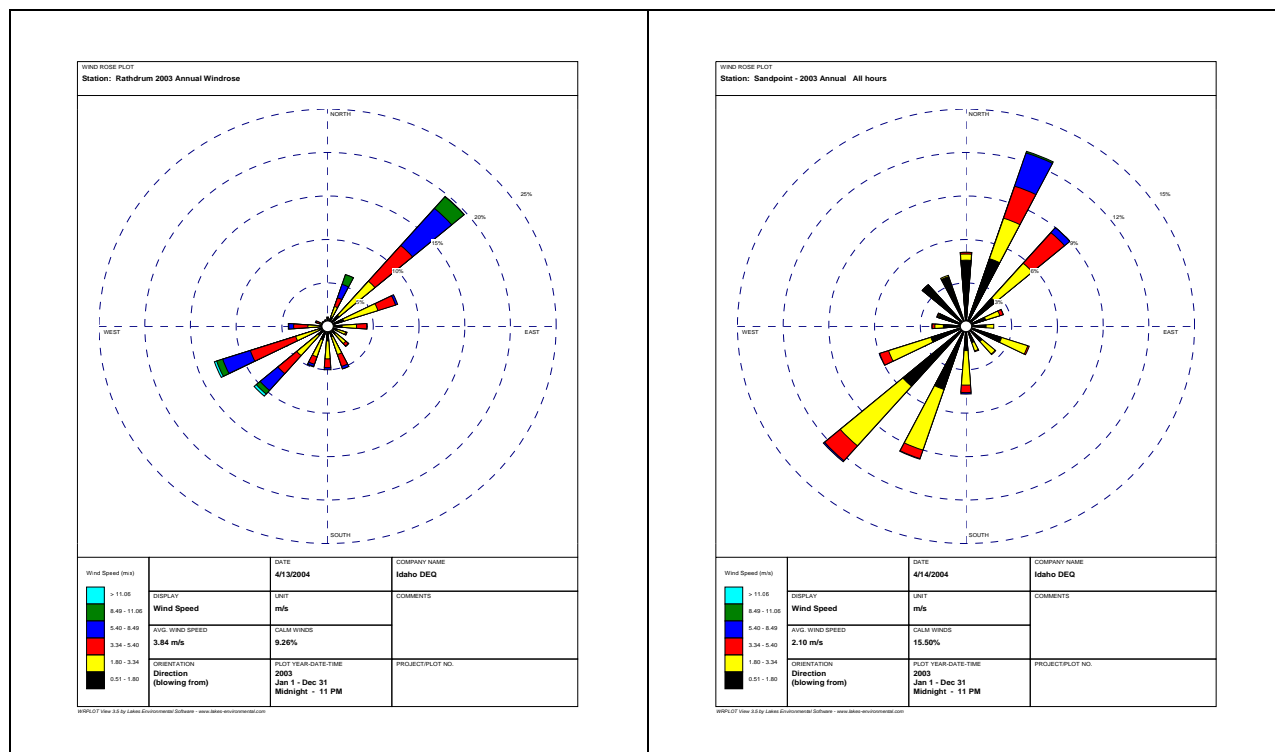 WIND ROSE PLOT
Station: Rathdrum 2003 Annual Windrose
NORTH
25%
20%
15%
10%
5%
WEST
EAST
SOUTH
Wind Speed (m/s)
> 11.06
8.49 - 11.06
5.40 - 8.49
3.34 - 5.40
1.80 - 3.34
0.51 - 1.80
DATE
4/13/2004
COMPANY NAME
Idaho DEQ
DISPLAY
Wind Speed
UNIT
m/s
COMMENTS
AVG. WIND SPEED
3.84 m/s
CALM WINDS
9.26%
ORIENTATION
Direction
(blowing from)
PLOT YEAR-DATE-TIME
2003
Jan 1 - Dec 31
Midnight - 11 PM
PROJECT/PLOT NO.
WRPLOT View 3.5 by Lakes Environmental Software - www.lakes-environmental.com
WIND ROSE PLOT
Station: Sandpoint - 2003 Annual All hours
NORTH
15%
12%
9%
6%
3%
WEST
EAST
SOUTH
Wind Speed (m/s)
> 11.06
8.49 - 11.06
5.40 - 8.49
3.34 - 5.40
1.80 - 3.34
0.51 - 1.80
DATE
4/14/2004
COMPANY NAME
Idaho DEQ
DISPLAY
Wind Speed
UNIT
m/s
COMMENTS
AVG. WIND SPEED
2.10 m/s
CALM WINDS
15.50%
ORIENTATION
Direction
(blowing from)
PLOT YEAR-DATE-TIME
2003
Jan 1 - Dec 31
Midnight - 11 PM
PROJECT/PLOT NO.
WRPLOT View 3.5 by Lakes Environmental Software - www.lakes-environmental.com